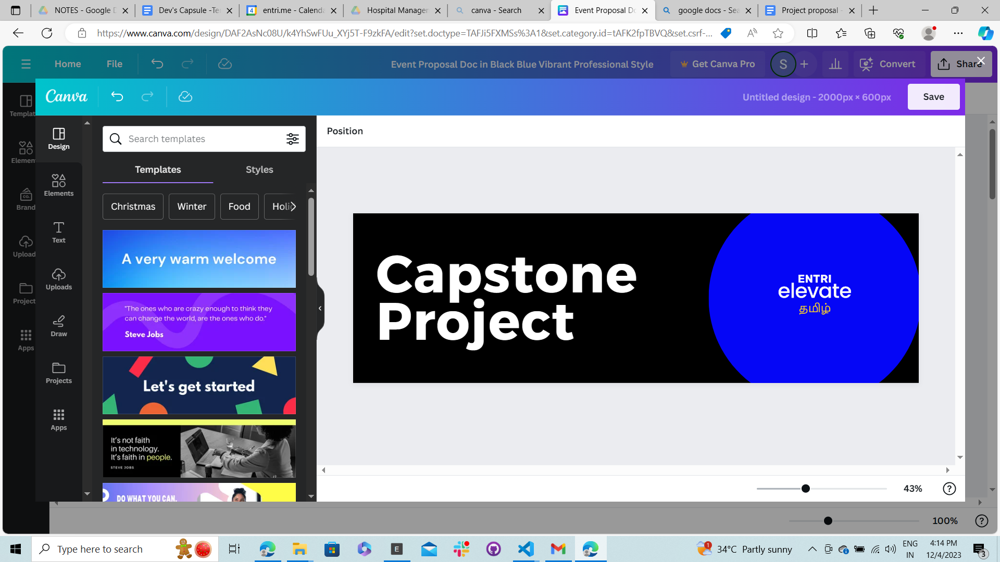 NOTES - Google D
Dev's Capsule -Te
entri.me - Calenda
Hospital Managem
canva - Search
Event Proposal Do
google docs - Sea
Project proposal -
https://www.canva.com/design/DAF2AsNc08U/k4YhSwFUu_XYj5T-F9zkFA/edit?set.doctype=TAFJi5FXMSs%3A1&set.category.id=tAFK2fpTBVQ&set.csrf-...
Home
File
Event Proposal Doc in Black Blue Vibrant Professional Style
Get Canva Pro
S
Convert
Share
Canva
Untitled design - 2000px × 600px
Save
Templat
Elemen
CO.
Brand
Upload
Project
Apps
Design
Elements
Text
Uploads
Draw
Projects
Apps
Search templates
Templates
Styles
Christmas
Winter
Food
Holid
A very warm welcome
"The ones who are crazy enough to think they
can change the world, are the ones who do."
Steve Jobs
Let's get started
It's not faith
in technology.
It's faith in people.
STEVE JOBS
DO WHAT YOU CAN.
Position
Capstone
Project
ENTRI
elevate
தமிழ்
43%
?
100%
?
Type here to search
E
1
34°C Partly sunny
ENG
IN
4:14 PM
12/4/2023
3